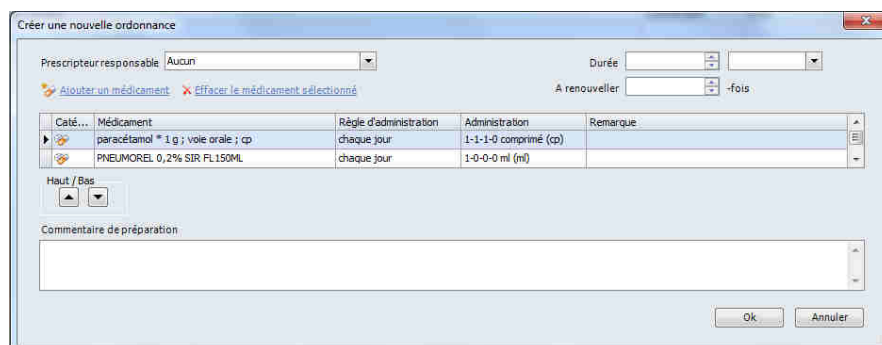 Créer une nouvelle ordonnance
Prescripteur responsable Aucun Durée
Ajouter un médicament Effacer le médicament sélectionné A renouveller -fois
Caté... Médicament Règle d'administration Administration Remarque
paracétamol * 1 g ; voie orale ; cp chaque jour 1-1-1-0 comprimé (cp)
PNEUMOREL 0,2% SIR FL150ML chaque jour 1-0-0-0 ml (ml)
Haut / Bas
Commentaire de préparation
Ok Annuler